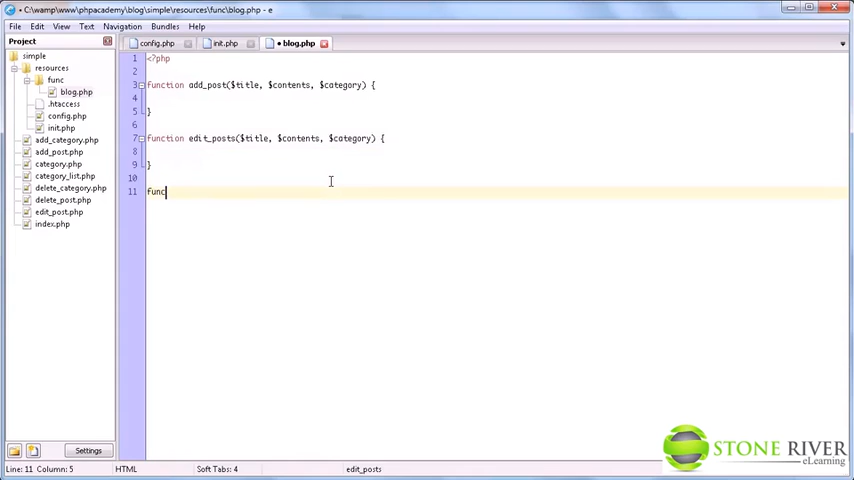 C:\wamp\www\phpacademy\blog\simple\resources\func\blog.php - e
File Edit View Text Navigation Bundles Help
Project
config.php init.php • blog.php
simple
resources
func
blog.php
.htaccess
config.php
init.php
add_category.php
add_post.php
category.php
category_list.php
delete_category.php
delete_post.php
edit_post.php
index.php
1 <?php
2
3 function add_post($title, $contents, $category) {
4
5 }
6
7 function edit_posts($title, $contents, $category) {
8
9 }
10
11 func
Settings
STONE RIVER
eLearning
Line: 11 Column: 5 HTML Soft Tabs: 4 edit_posts